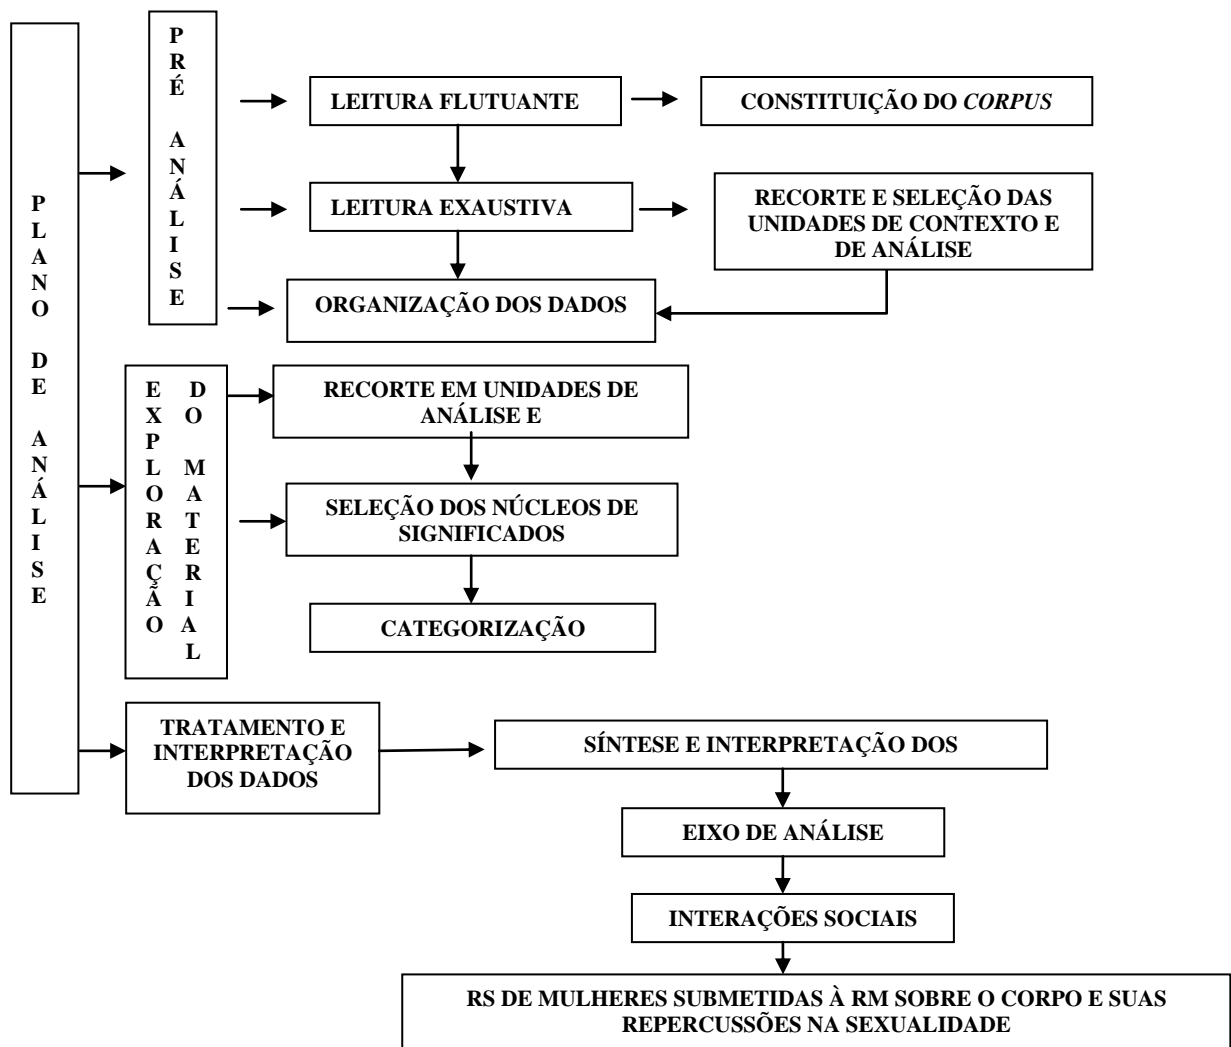 PLANO DE ANÁLISE
PRÉ ANÁLISE
LEITURA FLUTUANTE
CONSTITUIÇÃO DO CORPUS
LEITURA EXAUSTIVA
RECORTE E SELEÇÃO DAS
UNIDADES DE CONTEXTO E
DE ANÁLISE
ORGANIZAÇÃO DOS DADOS
EXPLORAÇÃO
DO MATERIAL
RECORTE EM UNIDADES DE
ANÁLISE E
SELEÇÃO DOS NÚCLEOS DE
SIGNIFICADOS
CATEGORIZAÇÃO
TRATAMENTO E
INTERPRETAÇÃO
DOS DADOS
SÍNTESE E INTERPRETAÇÃO DOS
EIXO DE ANÁLISE
INTERAÇÕES SOCIAIS
RS DE MULHERES SUBMETIDAS À RM SOBRE O CORPO E SUAS
REPERCUSSÕES NA SEXUALIDADE